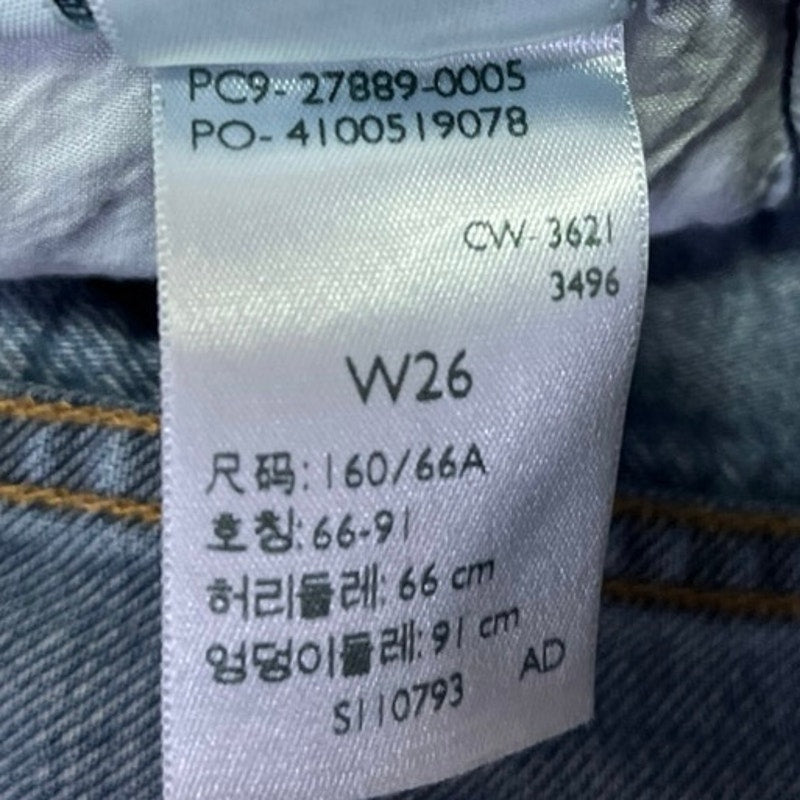 PC9-27889-0005
PO-4100519078
CW-3621
3496
W26
尺码:160/66A
호칭:66-91
허리둘레: 66 cm
엉덩이둘레: 91 cm
S110793 AD